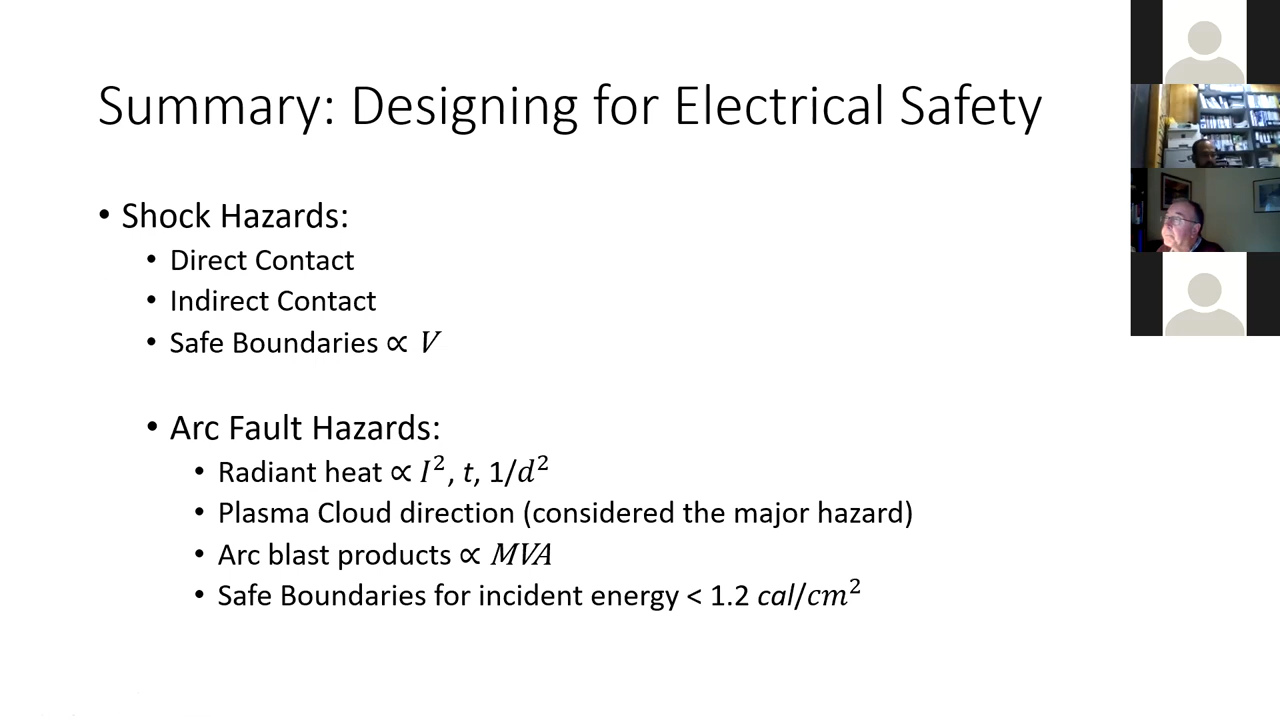 Summary: Designing for Electrical Safety
• Shock Hazards:
• Direct Contact
• Indirect Contact
• Safe Boundaries ∝ V
• Arc Fault Hazards:
• Radiant heat ∝ I², t, 1/d²
• Plasma Cloud direction (considered the major hazard)
• Arc blast products ∝ MVA
• Safe Boundaries for incident energy < 1.2 cal/cm²